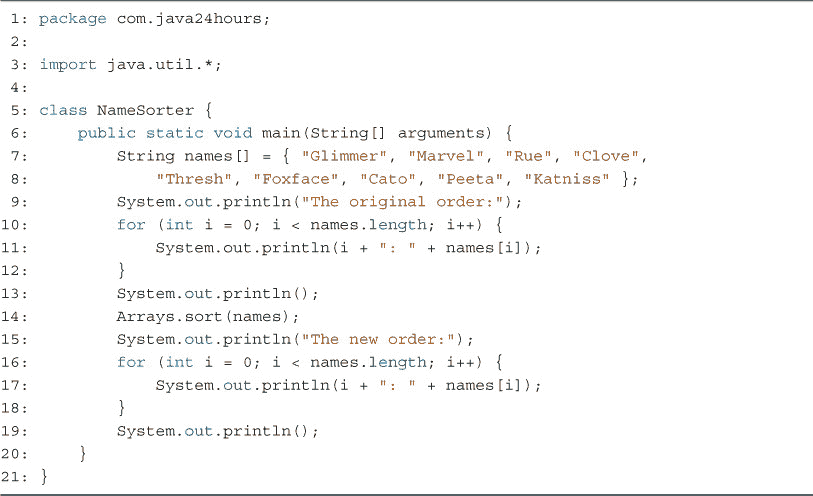 1: package com.java24hours;
2:
3: import java.util.*;
4:
5: class NameSorter {
6:     public static void main(String[] arguments) {
7:         String names[] = { "Glimmer", "Marvel", "Rue", "Clove",
8:             "Thresh", "Foxface", "Cato", "Peeta", "Katniss" };
9:         System.out.println("The original order:");
10:         for (int i = 0; i < names.length; i++) {
11:             System.out.println(i + ": " + names[i]);
12:         }
13:         System.out.println();
14:         Arrays.sort(names);
15:         System.out.println("The new order:");
16:         for (int i = 0; i < names.length; i++) {
17:             System.out.println(i + ": " + names[i]);
18:         }
19:         System.out.println();
20:     }
21: }